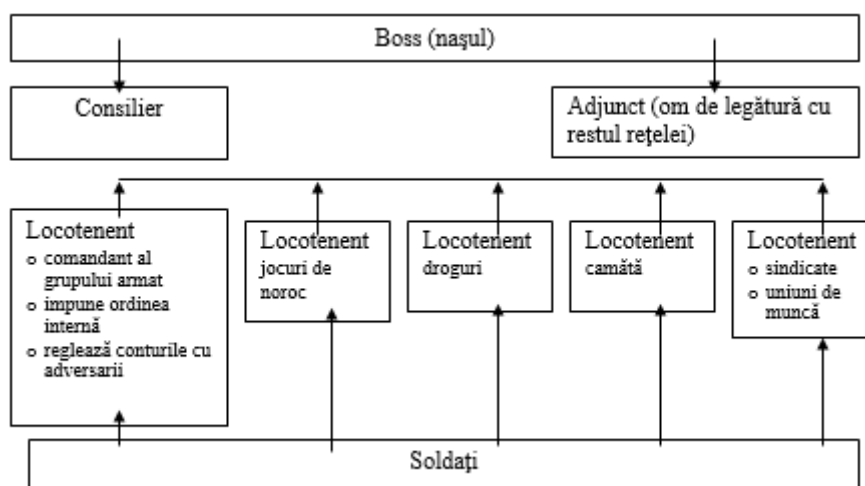 Boss (naşul)
Consilier
Adjunct (om de legătură cu
restul reţelei)
Locotenent
o comandant al
grupului armat
o impune ordinea
internă
o reglează conturile cu
adversarii
Locotenent
jocuri de
noroc
Locotenent
droguri
Locotenent
camătă
Locotenent
o sindicate
o uniuni de
muncă
Soldaţi